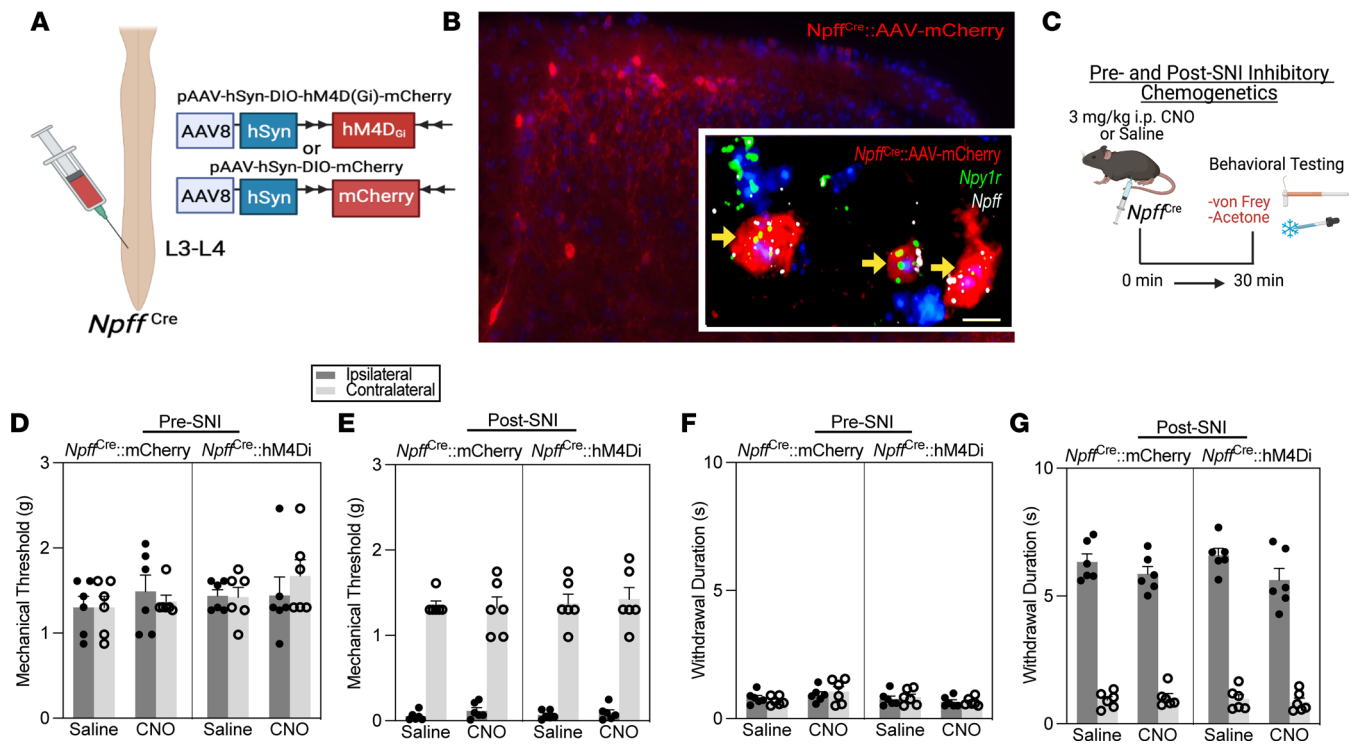 A
pAAV-hSyn-DIO-hM4D(Gi)-mCherry
AAV8 hSyn hM4DGi
or
pAAV-hSyn-DIO-mCherry
AAV8 hSyn mCherry
L3-L4
Npff Cre
B
NpffCre::AAV-mCherry
NpffCre::AAV-mCherry
Npy1r
Npff
C
Pre- and Post-SNI Inhibitory
Chemogenetics
3 mg/kg i.p. CNO
or Saline
NpffCre
Behavioral Testing
-von Frey
-Acetone
0 min 30 min
Ipsilateral
Contralateral
D
Pre-SNI
NpffCre::mCherry NpffCre::hM4Di
Mechanical Threshold (g)
3
2
1
0
Saline CNO Saline CNO
E
Post-SNI
NpffCre::mCherry NpffCre::hM4Di
Mechanical Threshold (g)
3
2
1
0
Saline CNO Saline CNO
F
Pre-SNI
NpffCre::mCherry NpffCre::hM4Di
Withdrawal Duration (s)
10
5
0
Saline CNO Saline CNO
G
Post-SNI
NpffCre::mCherry NpffCre::hM4Di
Withdrawal Duration (s)
10
5
0
Saline CNO Saline CNO